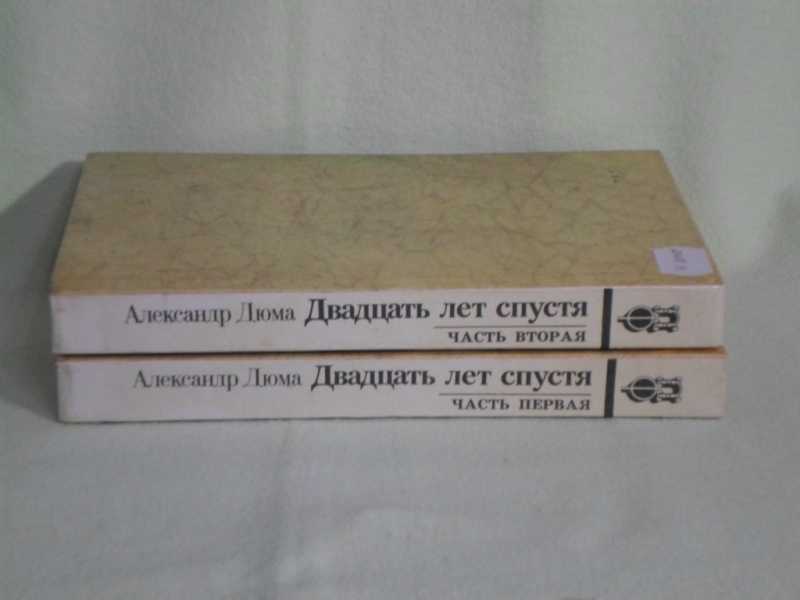 Александр Дюма Двадцать лет спустя
ЧАСТЬ ВТОРАЯ
Александр Дюма Двадцать лет спустя
ЧАСТЬ ПЕРВАЯ